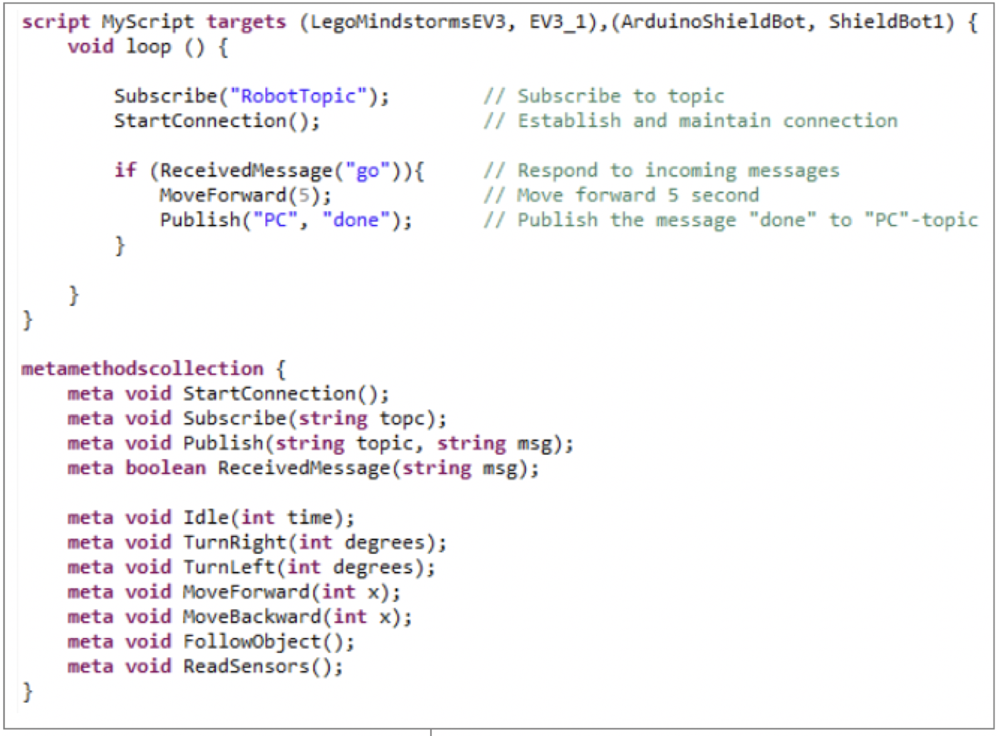 script MyScript targets (LegoMindstormsEV3, EV3_1),(ArduinoShieldBot, ShieldBot1) {
void loop () {
Subscribe("RobotTopic"); // Subscribe to topic
StartConnection(); // Establish and maintain connection
if (ReceivedMessage("go")){ // Respond to incoming messages
MoveForward(5); // Move forward 5 second
Publish("PC", "done"); // Publish the message "done" to "PC"-topic
}
}
}
metamethodscollection {
meta void StartConnection();
meta void Subscribe(string topc);
meta void Publish(string topic, string msg);
meta boolean ReceivedMessage(string msg);
meta void Idle(int time);
meta void TurnRight(int degrees);
meta void TurnLeft(int degrees);
meta void MoveForward(int x);
meta void MoveBackward(int x);
meta void FollowObject();
meta void ReadSensors();
}